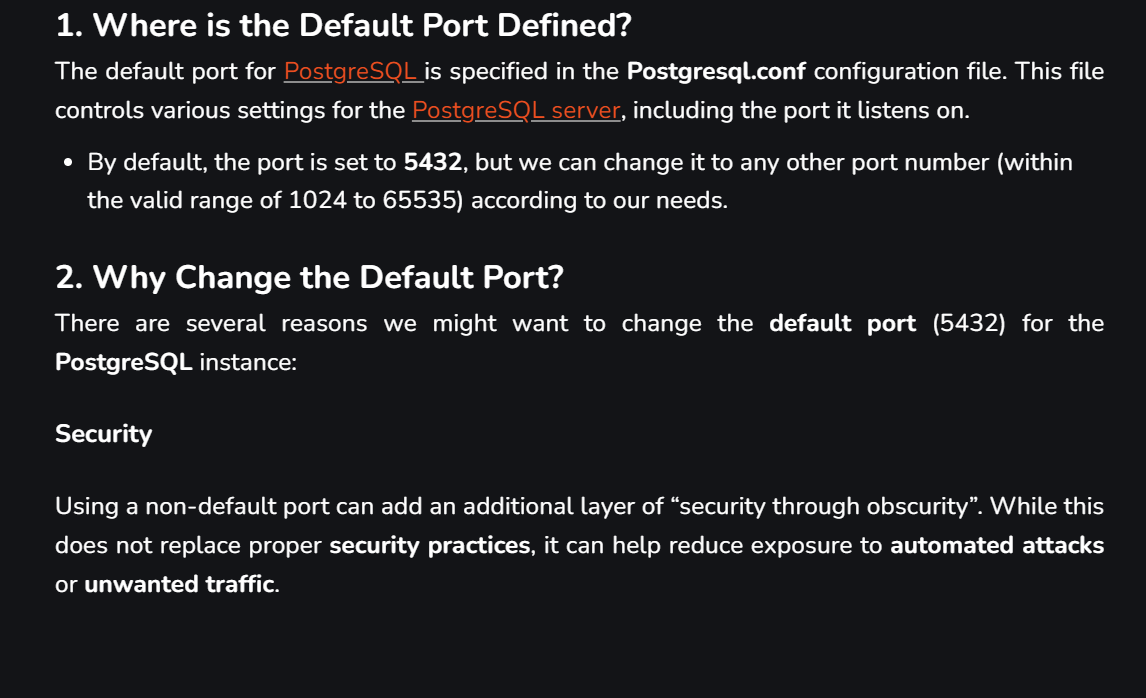 1. Where is the Default Port Defined?
The default port for PostgreSQL is specified in the Postgresql.conf configuration file. This file
controls various settings for the PostgreSQL server, including the port it listens on.
• By default, the port is set to 5432, but we can change it to any other port number (within
the valid range of 1024 to 65535) according to our needs.
2. Why Change the Default Port?
There are several reasons we might want to change the default port (5432) for the
PostgreSQL instance:
Security
Using a non-default port can add an additional layer of “security through obscurity”. While this
does not replace proper security practices, it can help reduce exposure to automated attacks
or unwanted traffic.